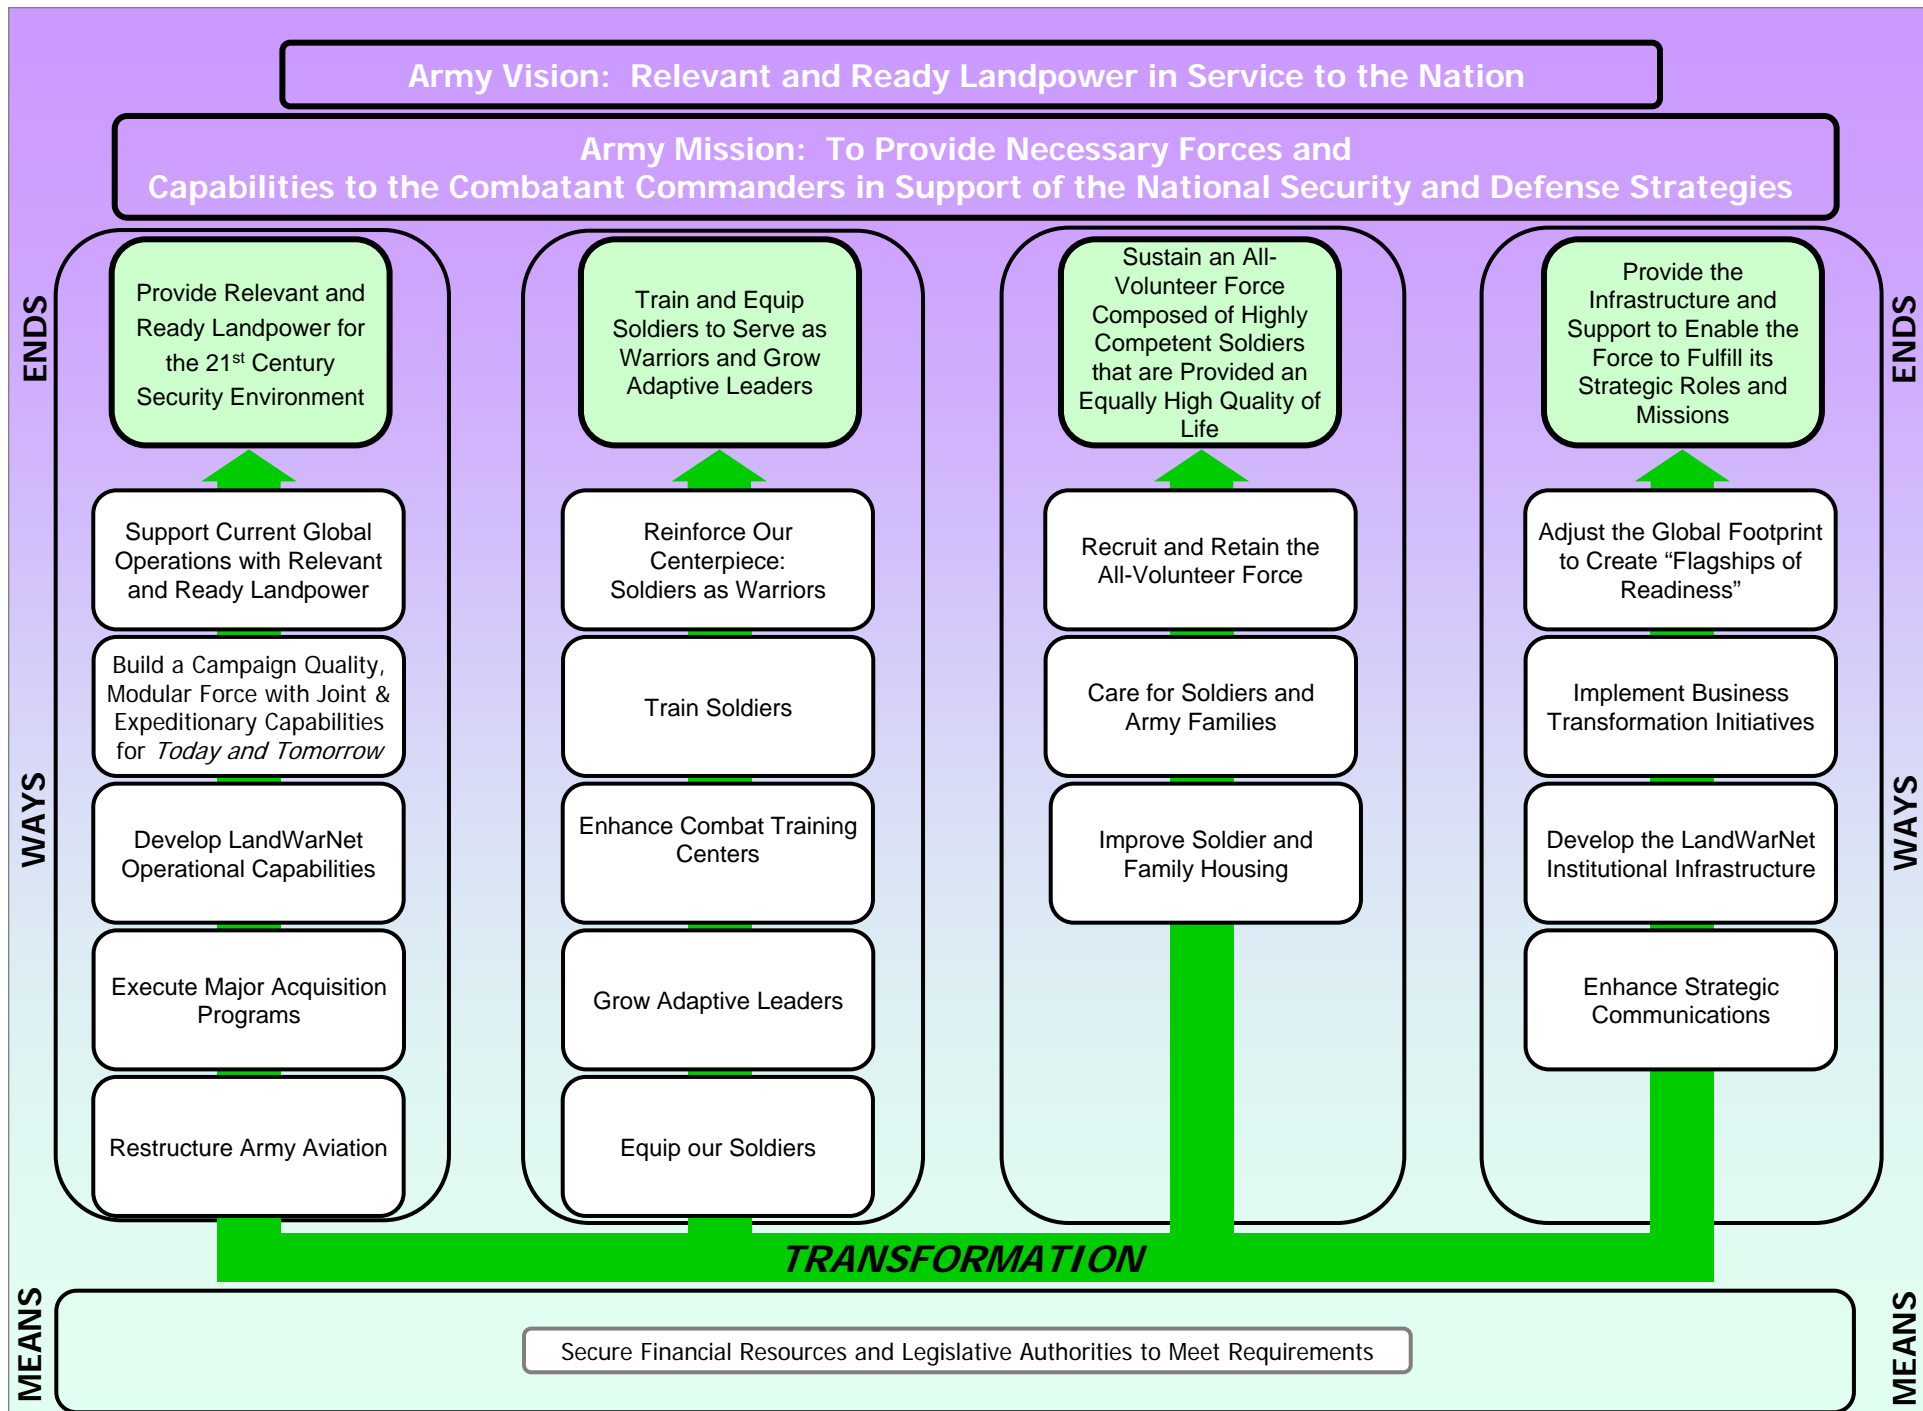 Army Vision: Relevant and Ready Landpower in Service to the Nation
Army Mission: To Provide Necessary Forces and
Capabilities to the Combatant Commanders in Support of the National Security and Defense Strategies
ENDS
Provide Relevant and
Ready Landpower for
the 21st Century
Security Environment
Train and Equip
Soldiers to Serve as
Warriors and Grow
Adaptive Leaders
Sustain an All-
Volunteer Force
Composed of Highly
Competent Soldiers
that are Provided an
Equally High Quality of
Life
Provide the
Infrastructure and
Support to Enable the
Force to Fulfill its
Strategic Roles and
Missions
ENDS
WAYS
Support Current Global
Operations with Relevant
and Ready Landpower
Build a Campaign Quality,
Modular Force with Joint &
Expeditionary Capabilities
for Today and Tomorrow
Develop LandWarNet
Operational Capabilities
Execute Major Acquisition
Programs
Restructure Army Aviation
Reinforce Our
Centerpiece:
Soldiers as Warriors
Train Soldiers
Enhance Combat Training
Centers
Grow Adaptive Leaders
Equip our Soldiers
Recruit and Retain the
All-Volunteer Force
Care for Soldiers and
Army Families
Improve Soldier and
Family Housing
Adjust the Global Footprint
to Create “Flagships of
Readiness”
Implement Business
Transformation Initiatives
Develop the LandWarNet
Institutional Infrastructure
Enhance Strategic
Communications
WAYS
TRANSFORMATION
MEANS
Secure Financial Resources and Legislative Authorities to Meet Requirements
MEANS